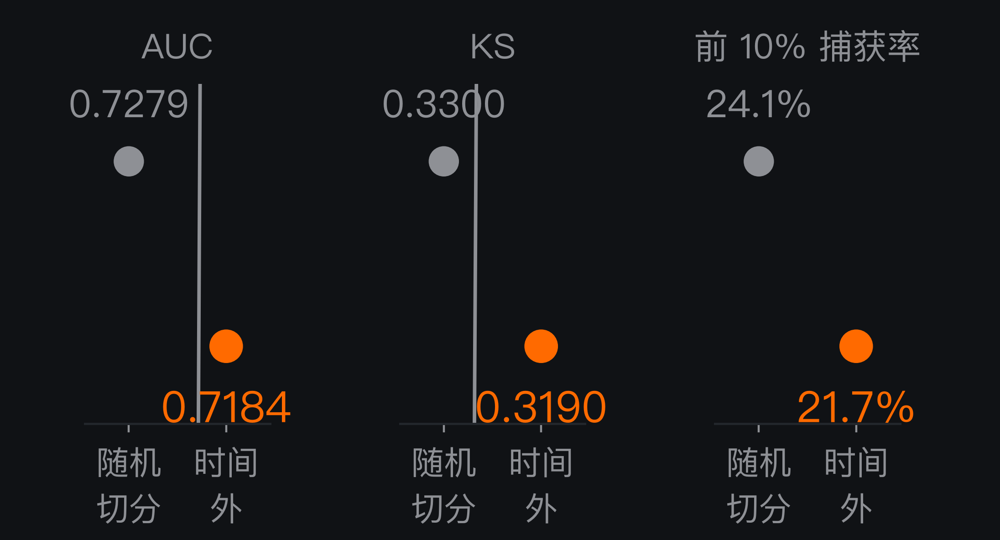 AUC
0.7279
0.7184
随机
切分
时间
外
KS
0.3300
0.3190
随机
切分
时间
外
前 10% 捕获率
24.1%
21.7%
随机
切分
时间
外